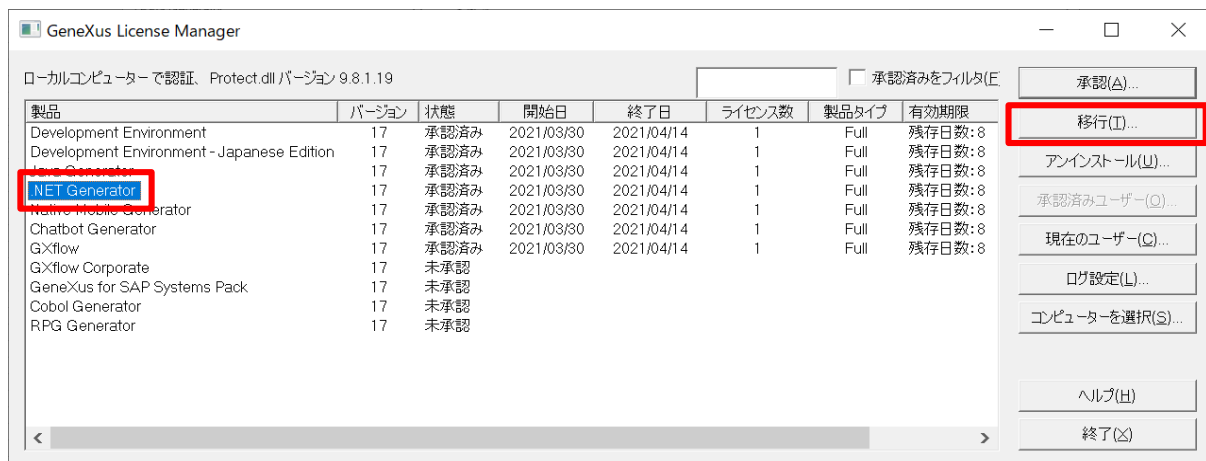 GeneXus License Manager
ローカルコンピューター で認証、 Protect.dll バージョン 9.8.1.19
承認済みをフィルタ(F
製品 バージョン 状態 開始日 終了日 ライセンス数 製品タイプ 有効期限
Development Environment 17 承認済み 2021/03/30 2021/04/14 1 Full 残存日数:8
Development Environment - Japanese Edition 17 承認済み 2021/03/30 2021/04/14 1 Full 残存日数:8
Java Generator 17 承認済み 2021/03/30 2021/04/14 1 Full 残存日数:8
.NET Generator 17 承認済み 2021/03/30 2021/04/14 1 Full 残存日数:8
Native Mobile Generator 17 承認済み 2021/03/30 2021/04/14 1 Full 残存日数:8
Chatbot Generator 17 承認済み 2021/03/30 2021/04/14 1 Full 残存日数:8
GXflow 17 承認済み 2021/03/30 2021/04/14 1 Full 残存日数:8
GXflow Corporate 17 未承認
GeneXus for SAP Systems Pack 17 未承認
Cobol Generator 17 未承認
RPG Generator 17 未承認
承認(A)...
移行(T)...
アンインストール(U)...
承認済みユーザー(O)...
現在のユーザー(C)...
ログ設定(L)...
コンピューターを選択(S)...
ヘルプ(H)
終了(X)